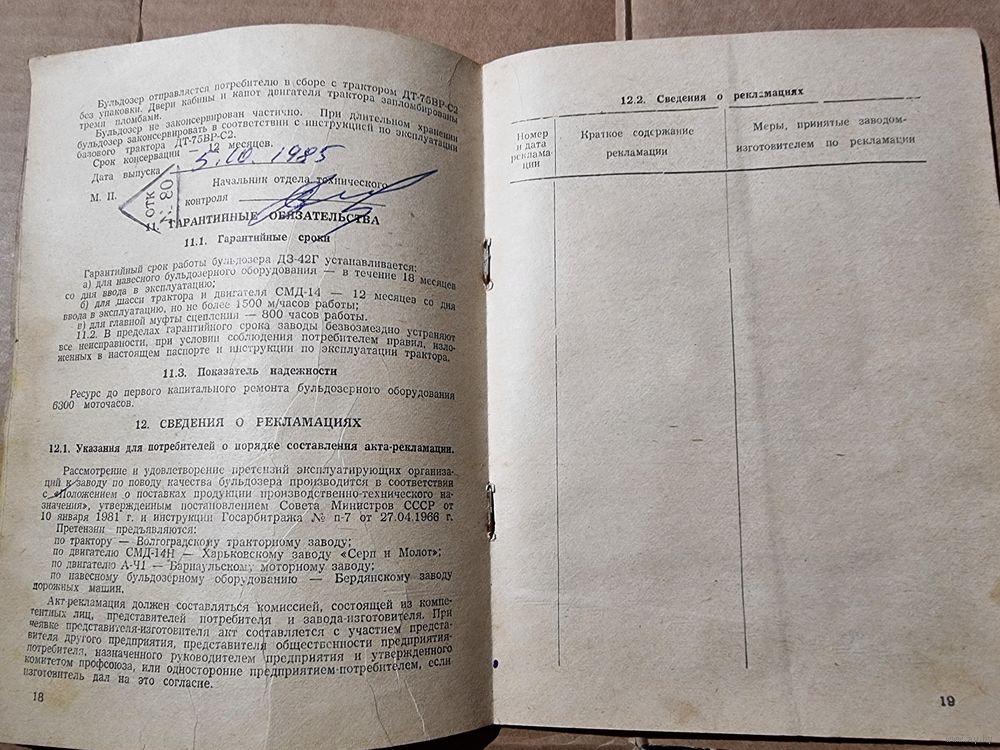 Бульдозер отправляется потребителю в сборе с трактором ДТ-75ВР-С2
без упаковки. Двери кабины и капот двигателя трактора запломбированы
тремя пломбами.
Бульдозер не законсервирован частично. При длительном хранении
бульдозер законсервировать в соответствии с инструкцией по эксплуатации
базового трактора ДТ-75ВР-С2.
Срок консервации — 12 месяцев.
Дата выпуска 5.10.1985
М. П.
Начальник отдела технического
контроля
ОТК
№ 80
11. ГАРАНТИЙНЫЕ ОБЯЗАТЕЛЬСТВА
11.1. Гарантийные сроки
Гарантийный срок работы бульдозера ДЗ-42Г устанавливается:
а) для навесного бульдозерного оборудования — в течение 18 месяцев
со дня ввода в эксплуатацию;
б) для шасси трактора и двигателя СМД-14 — 12 месяцев со дня
ввода в эксплуатацию, но не более 1500 м/часов работы;
в) для главной муфты сцепления — 800 часов работы.
11.2. В пределах гарантийного срока заводы безвозмездно устраняют
все неисправности, при условии соблюдения потребителем правил, изло-
женных в настоящем паспорте и инструкции по эксплуатации трактора.
11.3. Показатель надежности
Ресурс до первого капитального ремонта бульдозерного оборудования
6300 моточасов.
12. СВЕДЕНИЯ О РЕКЛАМАЦИЯХ
12.1. Указания для потребителей о порядке составления акта-рекламации.
Рассмотрение и удовлетворение претензий эксплуатирующих организа-
ций к заводу по поводу качества бульдозера производится в соответствии
с «Положением о поставках продукции производственно-технического на-
значения», утвержденным постановлением Совета Министров СССР от
10 января 1981 г. и инструкции Госарбитража № п-7 от 27.04.1966 г.
Претензии предъявляются:
по трактору — Волгоградскому тракторному заводу;
по двигателю СМД-14Н — Харьковскому заводу «Серп и Молот»;
по двигателю А-Ч1 — Барнаульскому моторному заводу;
по навесному бульдозерному оборудованию — Бердянскому заводу
дорожных машин.
Акт-рекламация должен составляться комиссией, состоящей из компе-
тентных лиц, представителей потребителя и завода-изготовителя. При
неявке представителя-изготовителя акт составляется с участием предста-
вителя другого предприятия, представителя общественности предприятия-
потребителя, назначенного руководителем предприятия и утвержденного
комитетом профсоюза, или односторонне предприятием-потребителем, если
изготовитель дал на это согласие.
18
12.2. Сведения о рекламациях
Номер
и дата
реклама-
ции
Краткое содержание
рекламации
Меры, принятые заводом-
изготовителем по рекламации
19